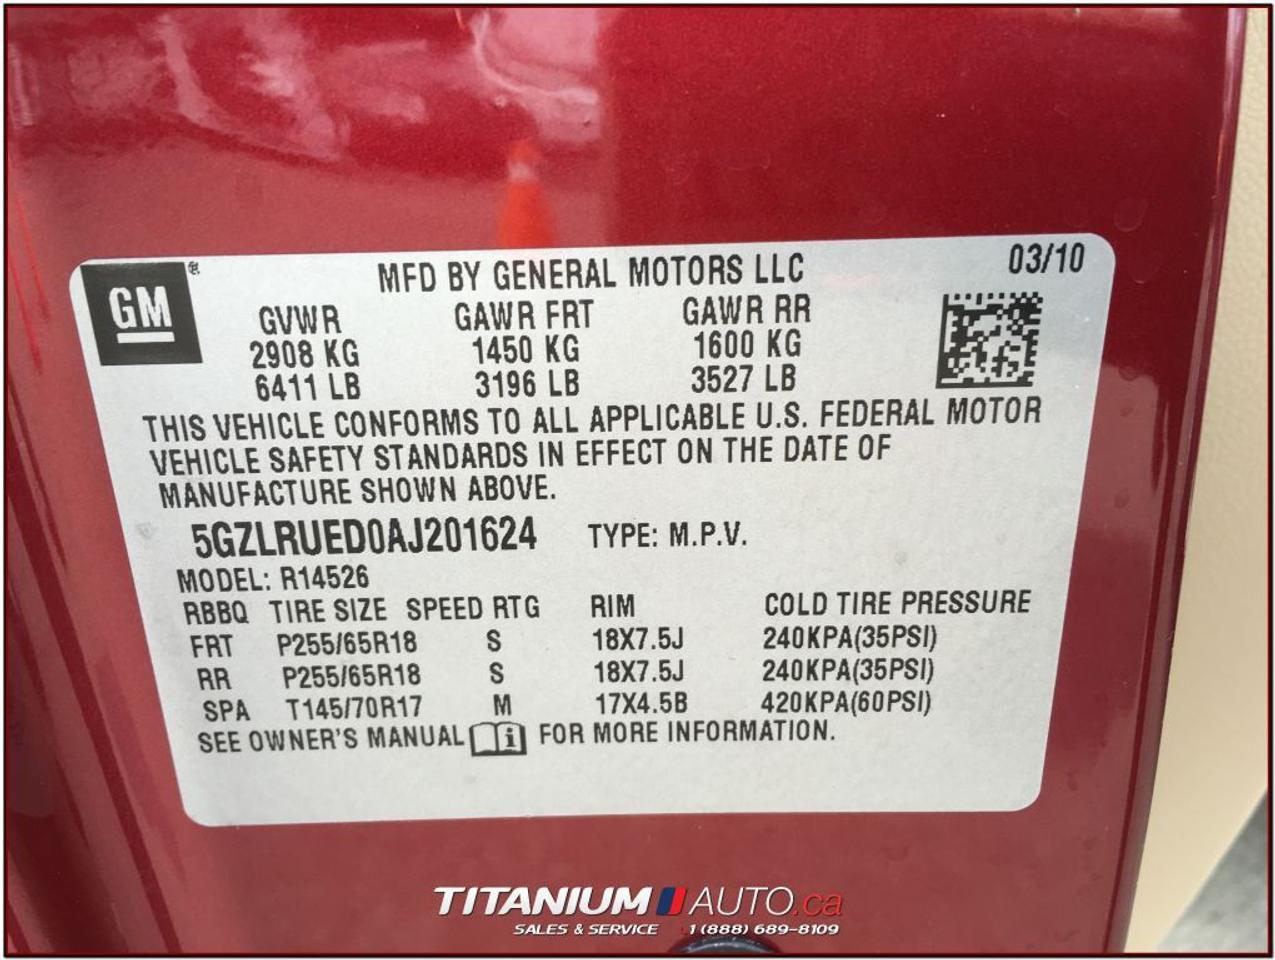 GM ®
MFD BY GENERAL MOTORS LLC 03/10
GVWR GAWR FRT GAWR RR
2908 KG 1450 KG 1600 KG
6411 LB 3196 LB 3527 LB
THIS VEHICLE CONFORMS TO ALL APPLICABLE U.S. FEDERAL MOTOR
VEHICLE SAFETY STANDARDS IN EFFECT ON THE DATE OF
MANUFACTURE SHOWN ABOVE.
5GZLRUED0AJ201624 TYPE: M.P.V.
MODEL: R14526
RBBQ TIRE SIZE SPEED RTG RIM COLD TIRE PRESSURE
FRT P255/65R18 S 18X7.5J 240KPA(35PSI)
RR P255/65R18 S 18X7.5J 240KPA(35PSI)
SPA T145/70R17 M 17X4.5B 420KPA(60PSI)
SEE OWNER'S MANUAL i FOR MORE INFORMATION.
TITANIUM AUTO.ca
SALES & SERVICE 1 (888) 689-8109